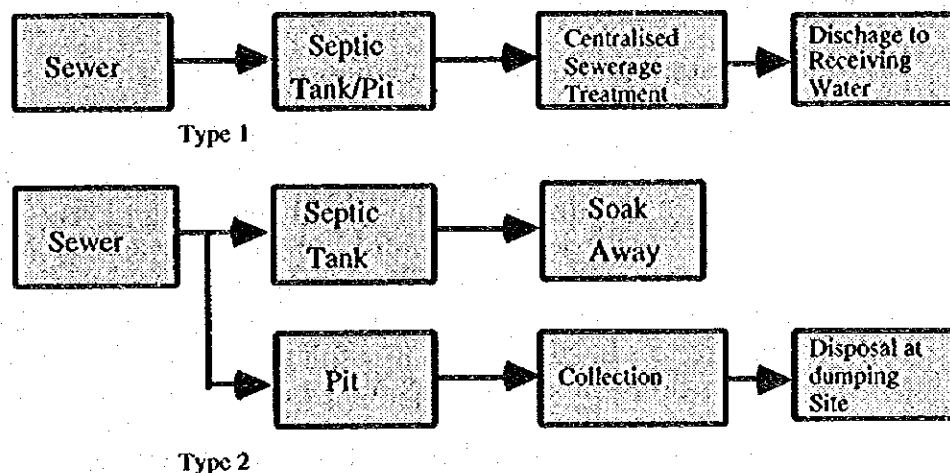 Sewer
Septic
Tank/Pit
Centralised
Sewerage
Treatment
Dischage to
Receiving
Water
Type 1
Sewer
Septic
Tank
Soak
Away
Pit
Collection
Disposal at
dumping
Site
Type 2